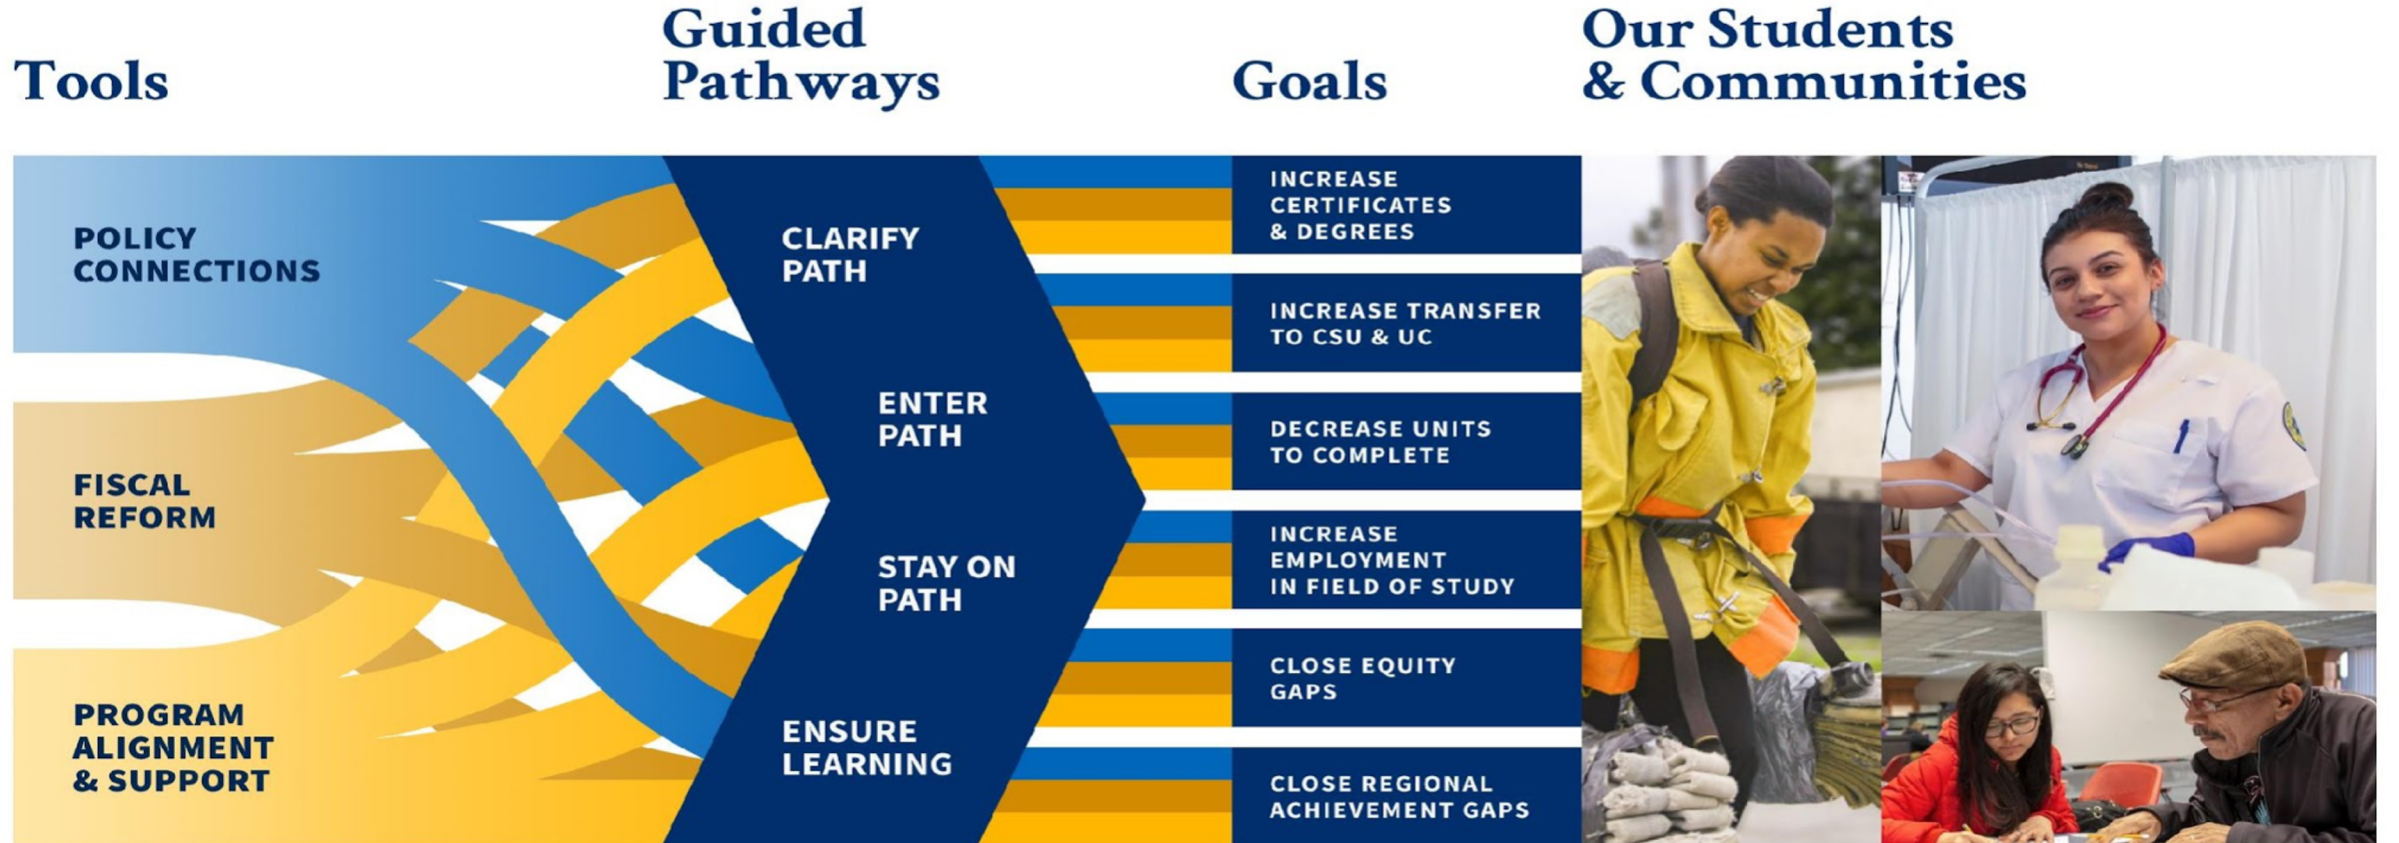 Tools
Guided
Pathways
Goals
Our Students
& Communities
POLICY
CONNECTIONS
FISCAL
REFORM
PROGRAM
ALIGNMENT
& SUPPORT
CLARIFY
PATH
ENTER
PATH
STAY ON
PATH
ENSURE
LEARNING
INCREASE
CERTIFICATES
& DEGREES
INCREASE TRANSFER
TO CSU & UC
DECREASE UNITS
TO COMPLETE
INCREASE
EMPLOYMENT
IN FIELD OF STUDY
CLOSE EQUITY
GAPS
CLOSE REGIONAL
ACHIEVEMENT GAPS